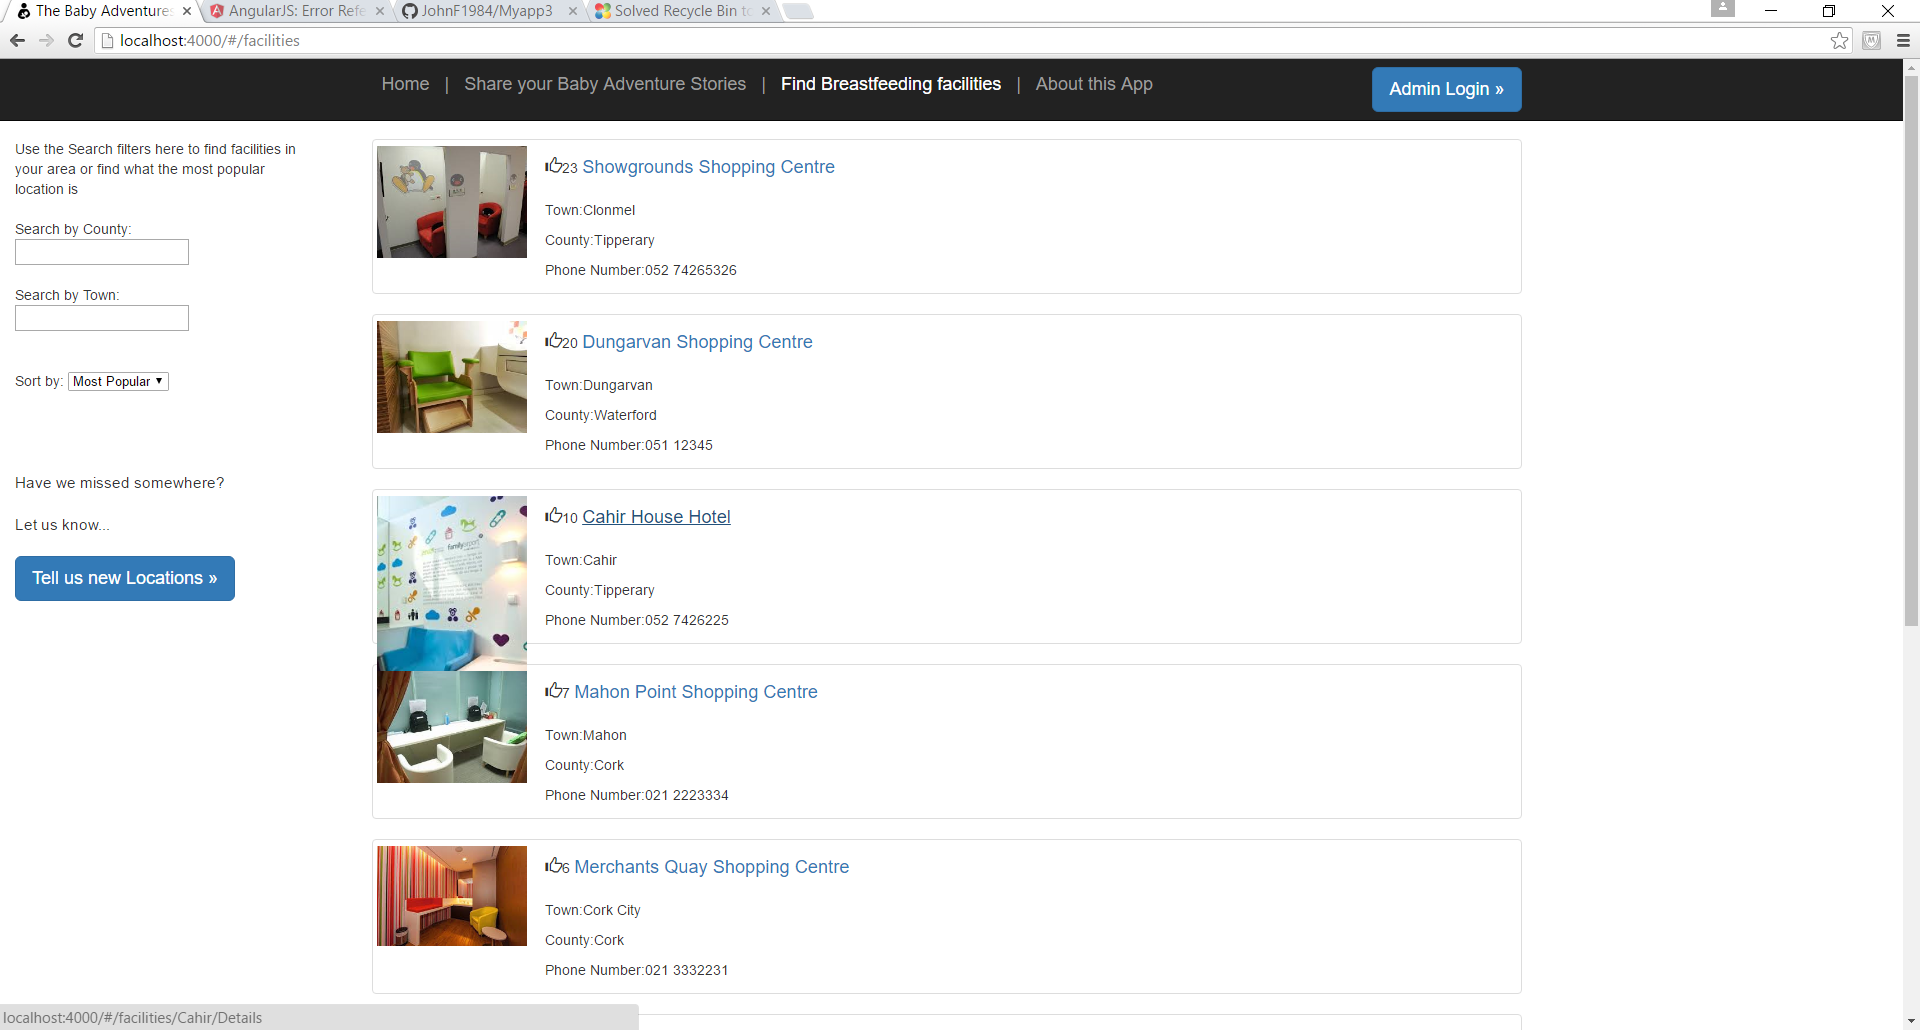 The Baby Adventures
AngularJS: Error Refe
JohnF1984/Myapp3
Solved Recycle Bin to
localhost:4000/#/facilities
Home | Share your Baby Adventure Stories | Find Breastfeeding facilities | About this App
Admin Login »
Use the Search filters here to find facilities in
your area or find what the most popular
location is
Search by County:
Search by Town:
Sort by: Most Popular
Have we missed somewhere?
Let us know...
Tell us new Locations »
23 Showgrounds Shopping Centre
Town:Clonmel
County:Tipperary
Phone Number:052 74265326
20 Dungarvan Shopping Centre
Town:Dungarvan
County:Waterford
Phone Number:051 12345
10 Cahir House Hotel
Town:Cahir
County:Tipperary
Phone Number:052 7426225
7 Mahon Point Shopping Centre
Town:Mahon
County:Cork
Phone Number:021 2223334
6 Merchants Quay Shopping Centre
Town:Cork City
County:Cork
Phone Number:021 3332231
localhost:4000/#/facilities/Cahir/Details